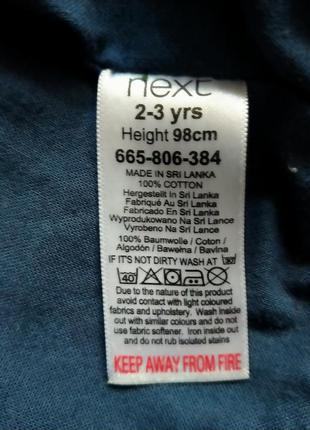 next
2-3 yrs
Height 98cm
665-806-384
MADE IN SRI LANKA
100% COTTON
Hergestellt In Sri Lanka
Fabriqué Au Sri Lanka
Fabricado En Sri Lanka
Wyprodukowano Na Sri Lance
Vyrobeno Na Sri Lance
100% Baumwolle / Coton /
Algodón / Bawełna / Bavlna
IF IT'S NOT DIRTY WASH AT 30°
40
Due to the nature of this product
avoid contact with light coloured
fabrics and upholstery. Wash
with similar colours and do not
use fabric softener. Iron inside out
and do not rub isolated stains
KEEP AWAY FROM FIRE